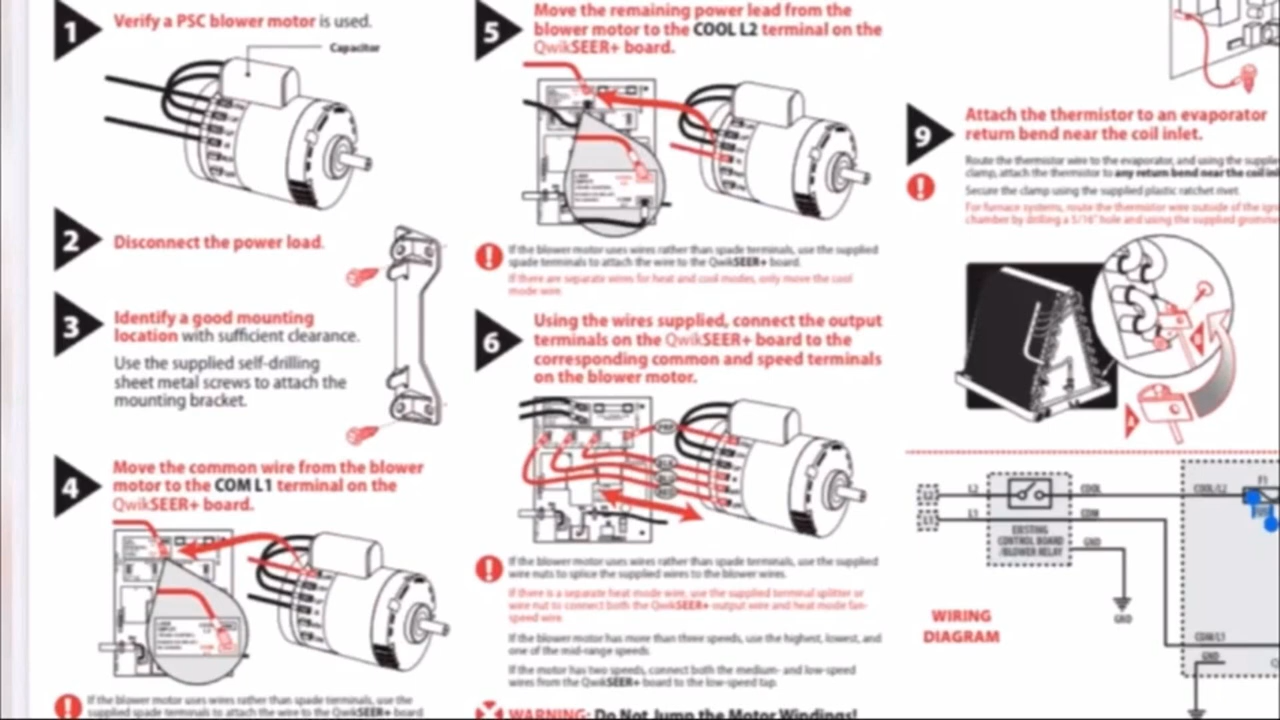 1
Verify a PSC blower motor is used.
Capacitor
2
Disconnect the power load.
3
Identify a good mounting
location with sufficient clearance.
Use the supplied self-drilling
sheet metal screws to attach the
mounting bracket.
4
Move the common wire from the blower
motor to the COM L1 terminal on the
QwikSEER+ board.
If the blower motor uses wires rather than spade terminals, use the
supplied spade terminals to attach the wire to the QwikSEER+ board.
5
Move the remaining power lead from the
blower motor to the COOL L2 terminal on the
QwikSEER+ board.
If the blower motor uses wires rather than spade terminals, use the supplied
spade terminals to attach the wire to the QwikSEER+ board.
If there are separate wires for heat and cool modes, only move the cool
mode wire.
6
Using the wires supplied, connect the output
terminals on the QwikSEER+ board to the
corresponding common and speed terminals
on the blower motor.
If the blower motor uses wires rather than spade terminals, use the supplied
wire nuts to splice the supplied wires to the blower wires.
If there is a separate heat mode wire, use the supplied terminal splitter or
wire nut to connect both the QwikSEER+ output wire and heat mode fan-
speed wire.
If the blower motor has more than three speeds, use the highest, lowest, and
one of the mid-range speeds.
If the motor has two speeds, connect both the medium- and low-speed
wires from the QwikSEER+ board to the low-speed tap.
WARNING: Do Not Jump the Motor Windings!
9
Attach the thermistor to an evaporator
return bend near the coil inlet.
Route the thermistor wire to the evaporator, and using the supplie
clamp, attach the thermistor to any return bend near the coil inl
Secure the clamp using the supplied plastic ratchet rivet.
For furnace systems, route the thermistor wire outside of the ign
chamber by drilling a 5/16" hole and using the supplied gromme
B
A
L2
L2
COOL
COOL/L2
F1
L1
L1
COM
EXISTING
CONTROL BOARD
/BLOWER RELAY
GND
GND
WIRING
DIAGRAM
COM/L1
GND